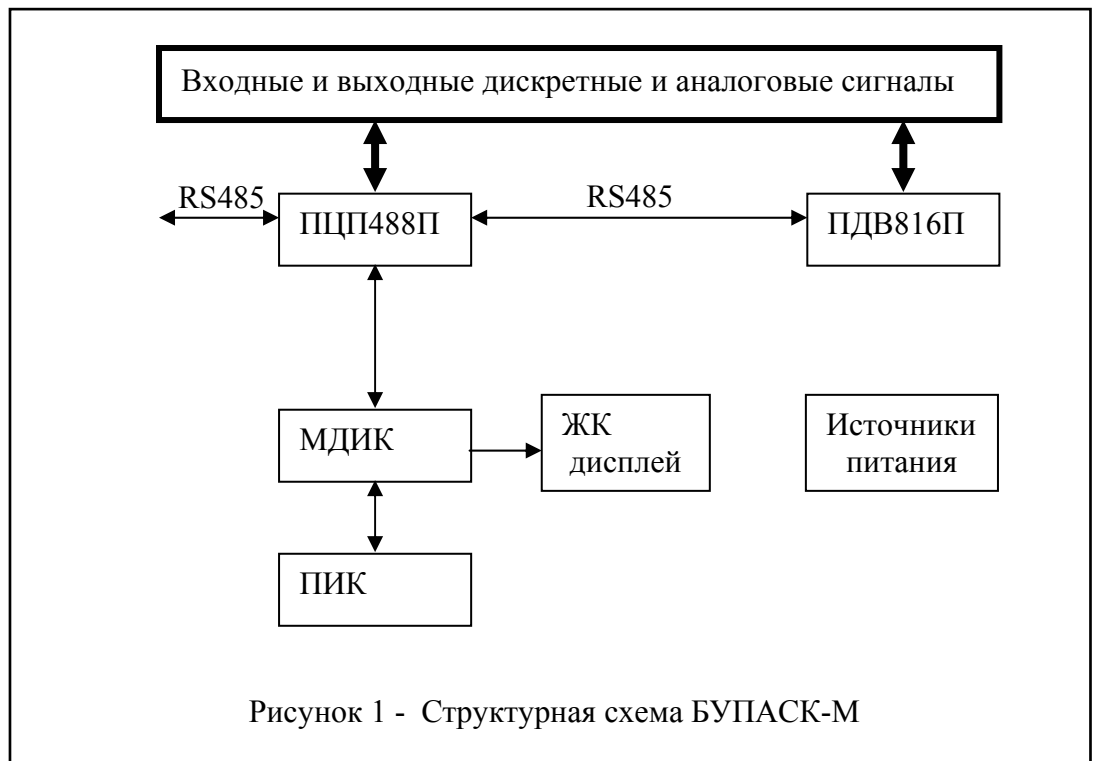 Входные и выходные дискретные и аналоговые сигналы
RS485
RS485
ПЦП488П
ПДВ816П
МДИК
ЖК
дисплей
Источники
питания
ПИК
Рисунок 1 - Структурная схема БУПАСК-М